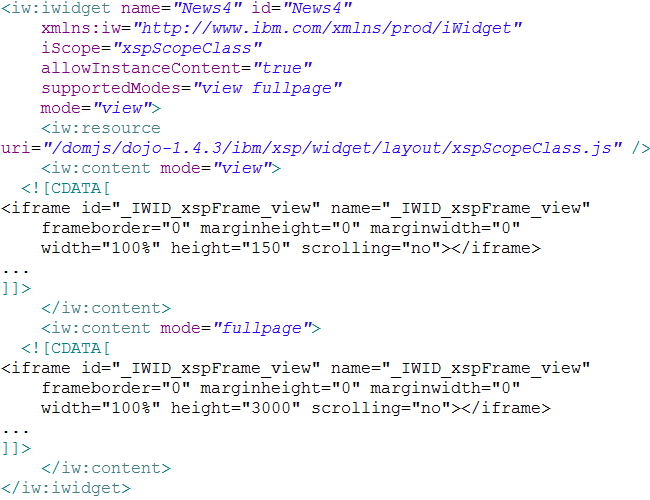 <iw:iwidget name="News4" id="News4"
xmlns:iw="http://www.ibm.com/xmlns/prod/iWidget"
iScope="xspScopeClass"
allowInstanceContent="true"
supportedModes="view fullpage"
mode="view">
<iw:resource
uri="/domjs/dojo-1.4.3/ibm/xsp/widget/layout/xspScopeClass.js" />
<iw:content mode="view">
<![CDATA[
<iframe id="_IWID_xspFrame_view" name="_IWID_xspFrame_view"
frameborder="0" marginheight="0" marginwidth="0"
width="100%" height="150" scrolling="no"></iframe>
...
]]>
</iw:content>
<iw:content mode="fullpage">
<![CDATA[
<iframe id="_IWID_xspFrame_view" name="_IWID_xspFrame_view"
frameborder="0" marginheight="0" marginwidth="0"
width="100%" height="3000" scrolling="no"></iframe>
...
]]>
</iw:content>
</iw:iwidget>